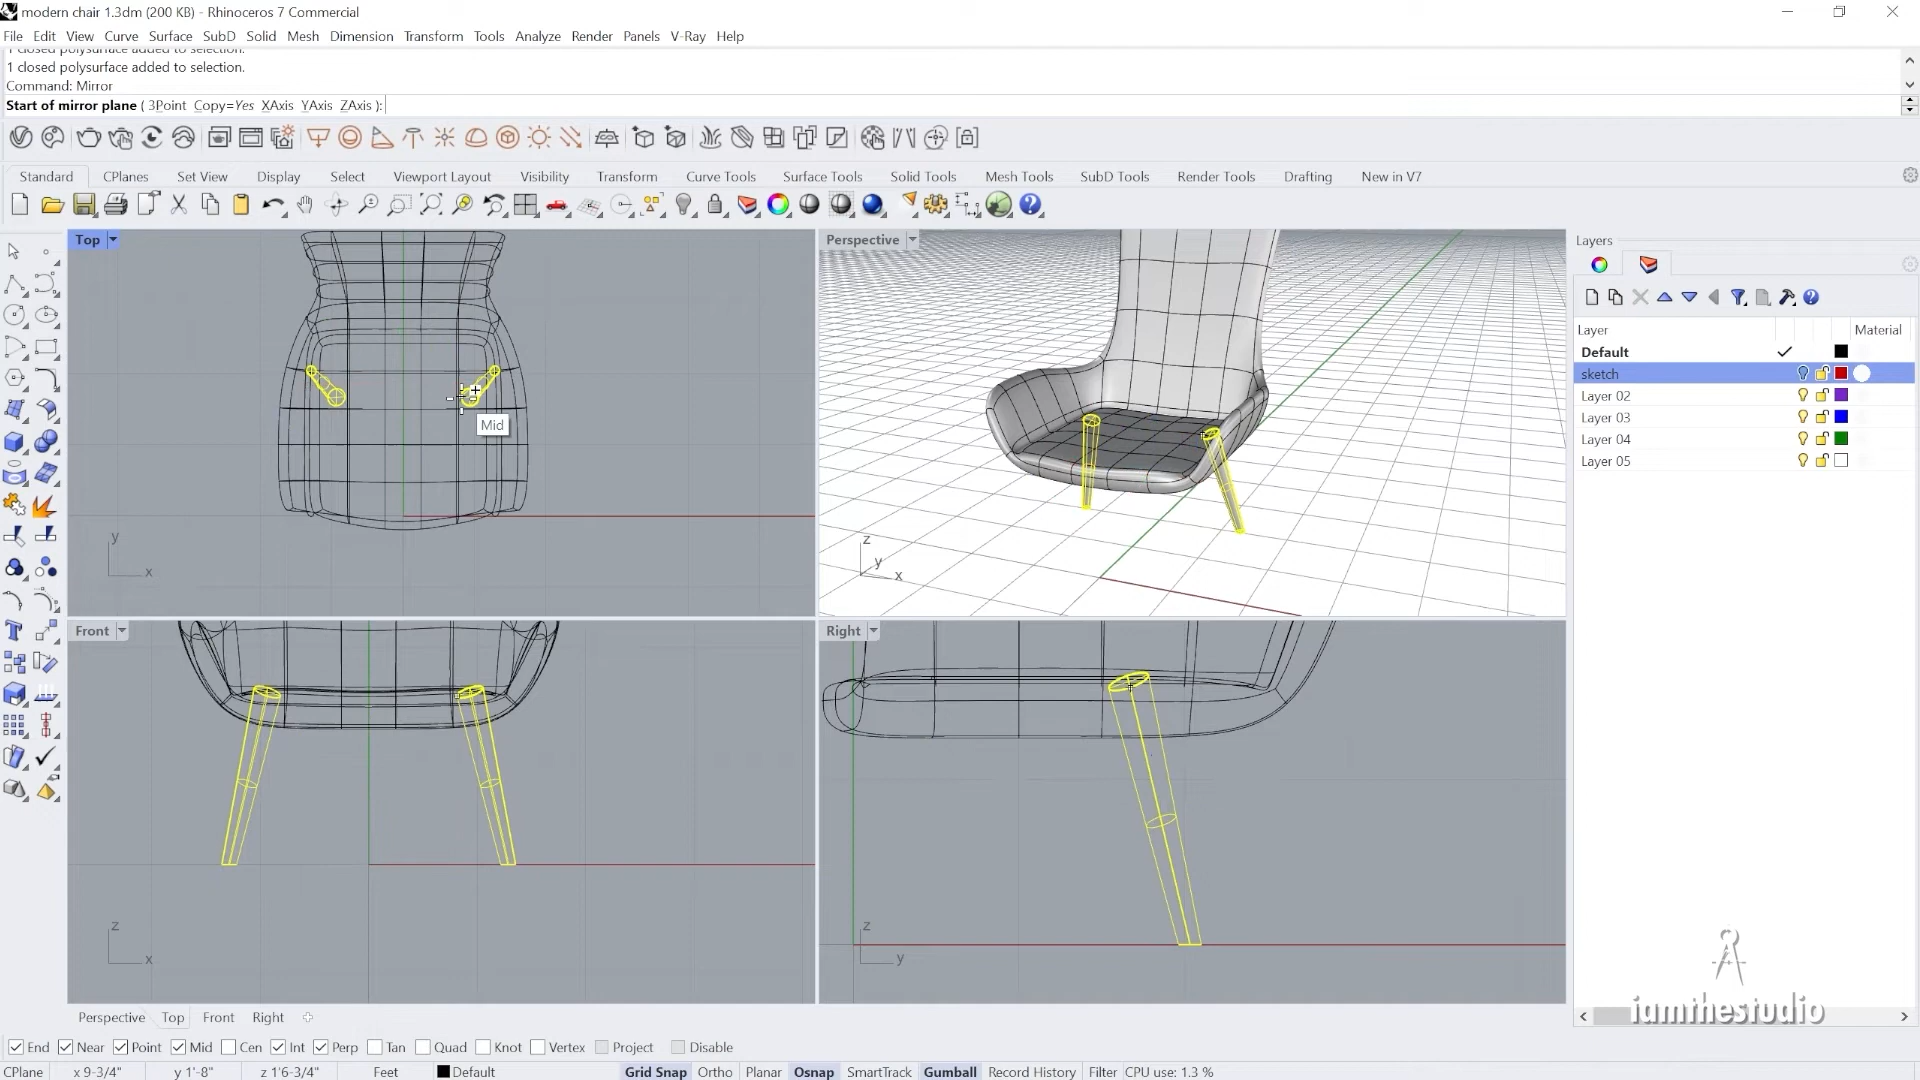 modern chair 1.3dm (200 KB) - Rhinoceros 7 Commercial
File Edit View Curve Surface SubD Solid Mesh Dimension Transform Tools Analyze Render Panels V-Ray Help
1 closed polysurface added to selection.
1 closed polysurface added to selection.
Command: Mirror
Start of mirror plane ( 3Point Copy=Yes XAxis YAxis ZAxis ):
Standard CPlanes Set View Display Select Viewport Layout Visibility Transform Curve Tools Surface Tools Solid Tools Mesh Tools SubD Tools Render Tools Drafting New in V7
Top
Perspective
Layers
Layer Material
Default
sketch
Layer 02
Layer 03
Layer 04
Layer 05
Mid
y
x
z
y
x
Front
Right
z
x
z
y
iamthestudio
Perspective Top Front Right
End Near Point Mid Cen Int Perp Tan Quad Knot Vertex Project Disable
CPlane x 9-3/4" y 1'-8" z 1'6-3/4" Feet Default Grid Snap Ortho Planar Osnap SmartTrack Gumball Record History Filter CPU use: 1.3 %